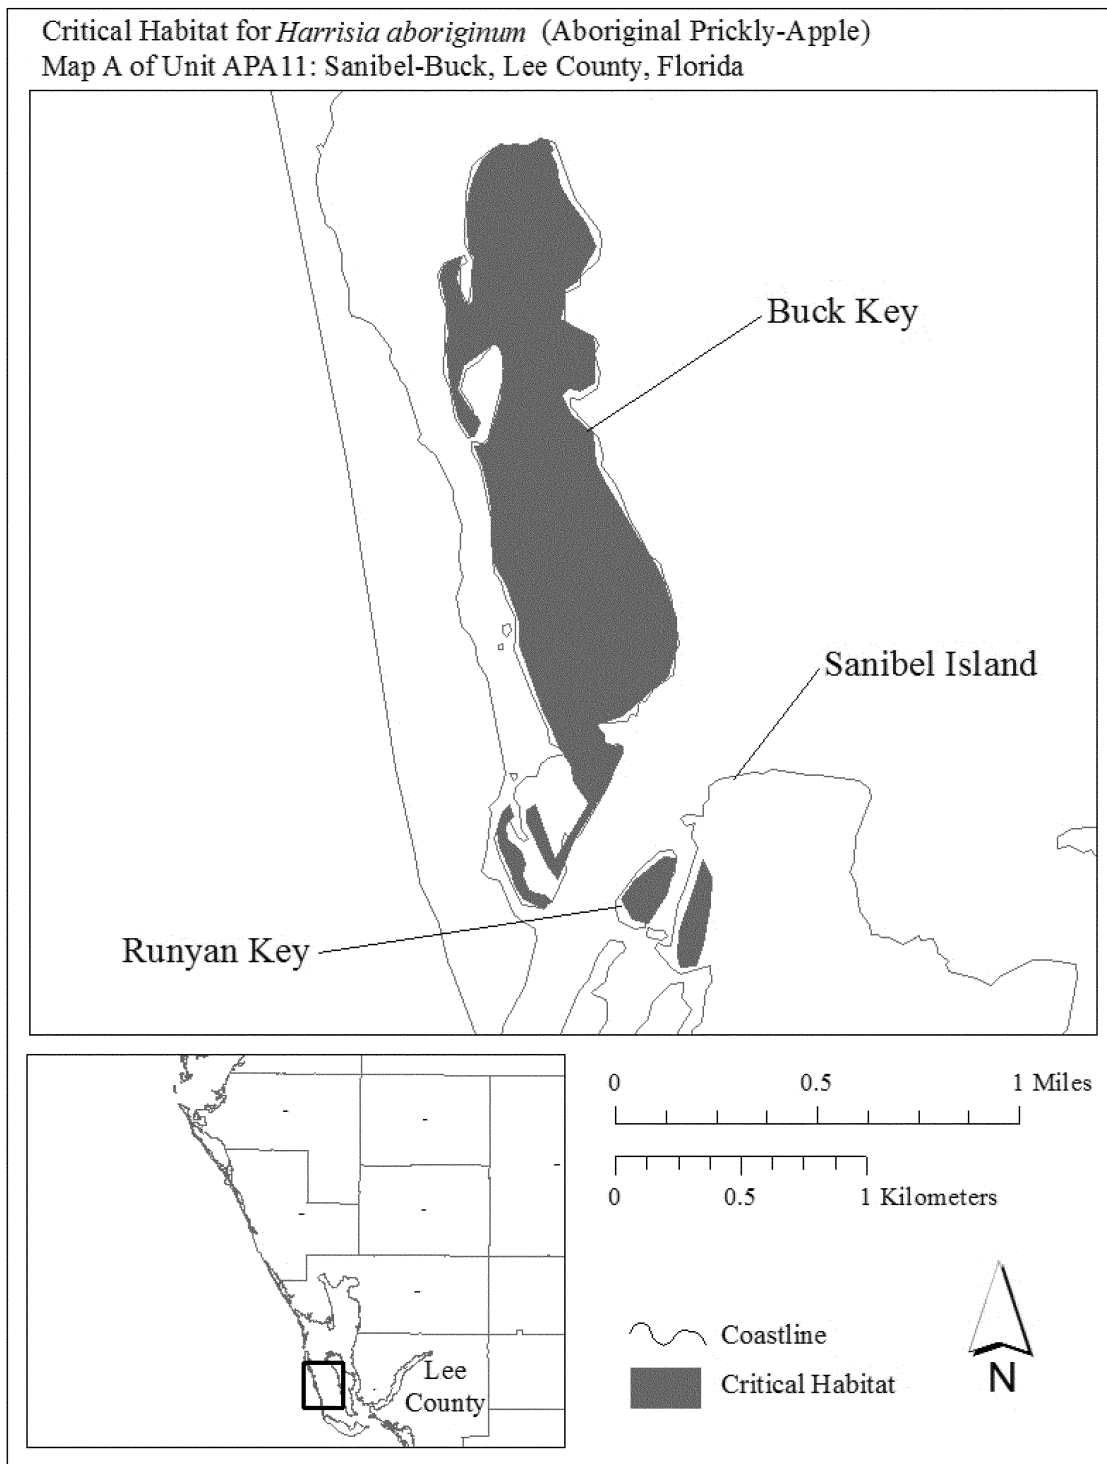 Critical Habitat for Harrisia aboriginum (Aboriginal Prickly-Apple)
Map A of Unit APA11: Sanibel-Buck, Lee County, Florida
Buck Key
Sanibel Island
Runyan Key
Lee
County
0 0.5 1 Miles
0 0.5 1 Kilometers
Coastline
Critical Habitat
N